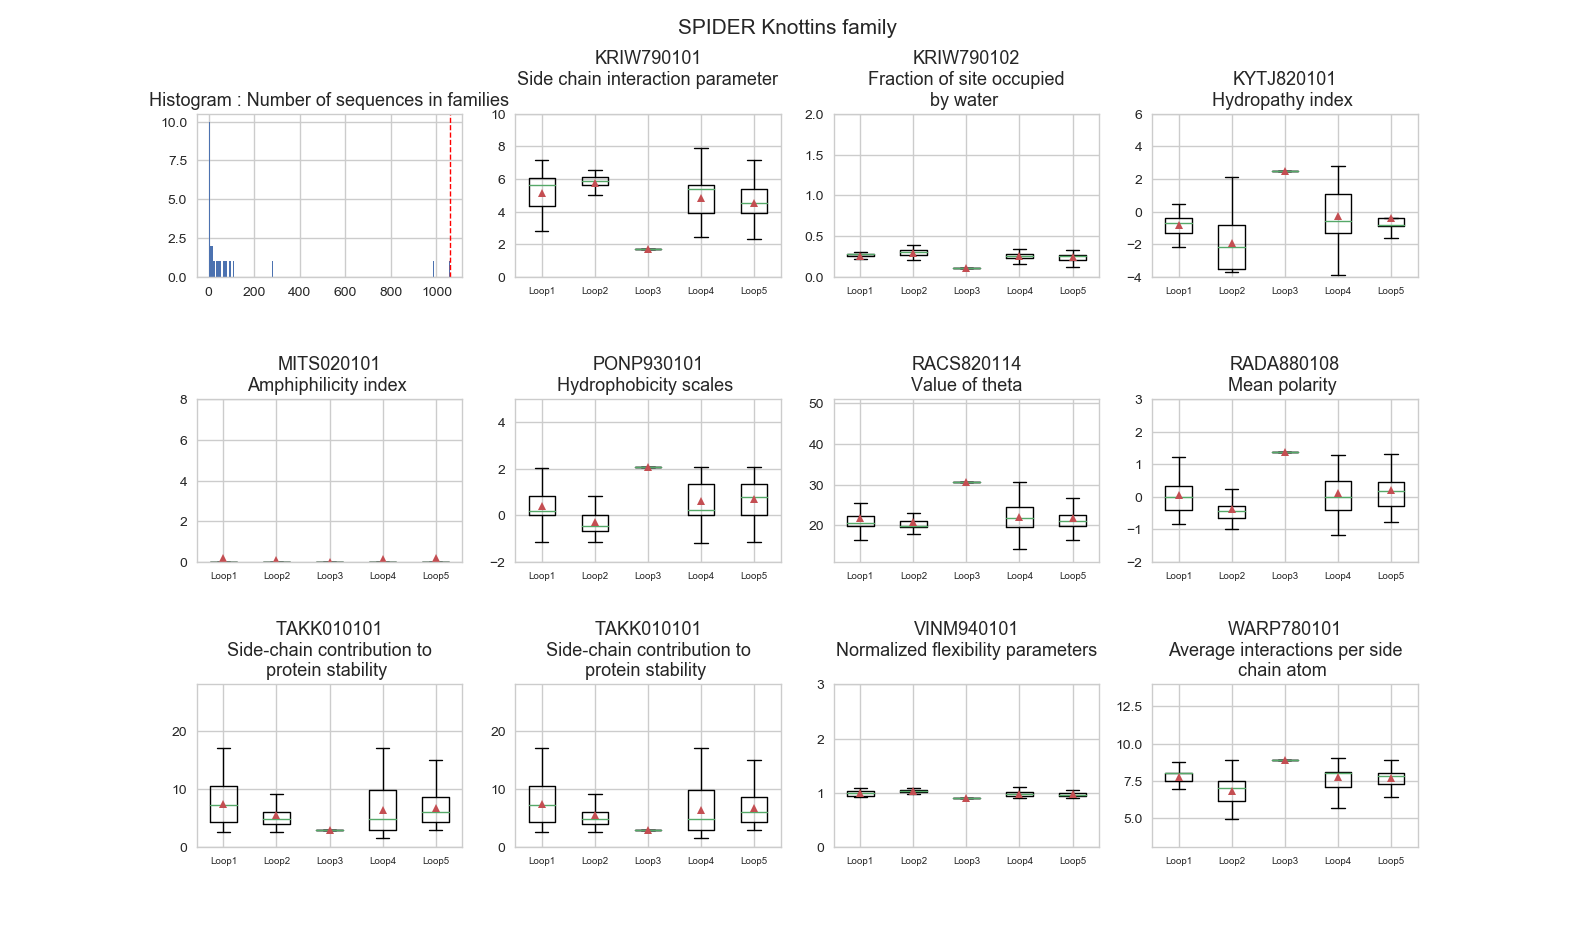 SPIDER Knottins family
Histogram : Number of sequences in families
10.0
7.5
5.0
2.5
0.0
0 200 400 600 800 1000
KRIW790101
Side chain interaction parameter
10
8
6
4
2
0
Loop1 Loop2 Loop3 Loop4 Loop5
KRIW790102
Fraction of site occupied
by water
2.0
1.5
1.0
0.5
0.0
Loop1 Loop2 Loop3 Loop4 Loop5
KYTJ820101
Hydropathy index
6
4
2
0
−2
−4
Loop1 Loop2 Loop3 Loop4 Loop5
MITS020101
Amphiphilicity index
8
6
4
2
0
Loop1 Loop2 Loop3 Loop4 Loop5
PONP930101
Hydrophobicity scales
4
2
0
−2
Loop1 Loop2 Loop3 Loop4 Loop5
RACS820114
Value of theta
50
40
30
20
Loop1 Loop2 Loop3 Loop4 Loop5
RADA880108
Mean polarity
3
2
1
0
−1
−2
Loop1 Loop2 Loop3 Loop4 Loop5
TAKK010101
Side-chain contribution to
protein stability
20
10
0
Loop1 Loop2 Loop3 Loop4 Loop5
TAKK010101
Side-chain contribution to
protein stability
20
10
0
Loop1 Loop2 Loop3 Loop4 Loop5
VINM940101
Normalized flexibility parameters
3
2
1
0
Loop1 Loop2 Loop3 Loop4 Loop5
WARP780101
Average interactions per side
chain atom
12.5
10.0
7.5
5.0
Loop1 Loop2 Loop3 Loop4 Loop5